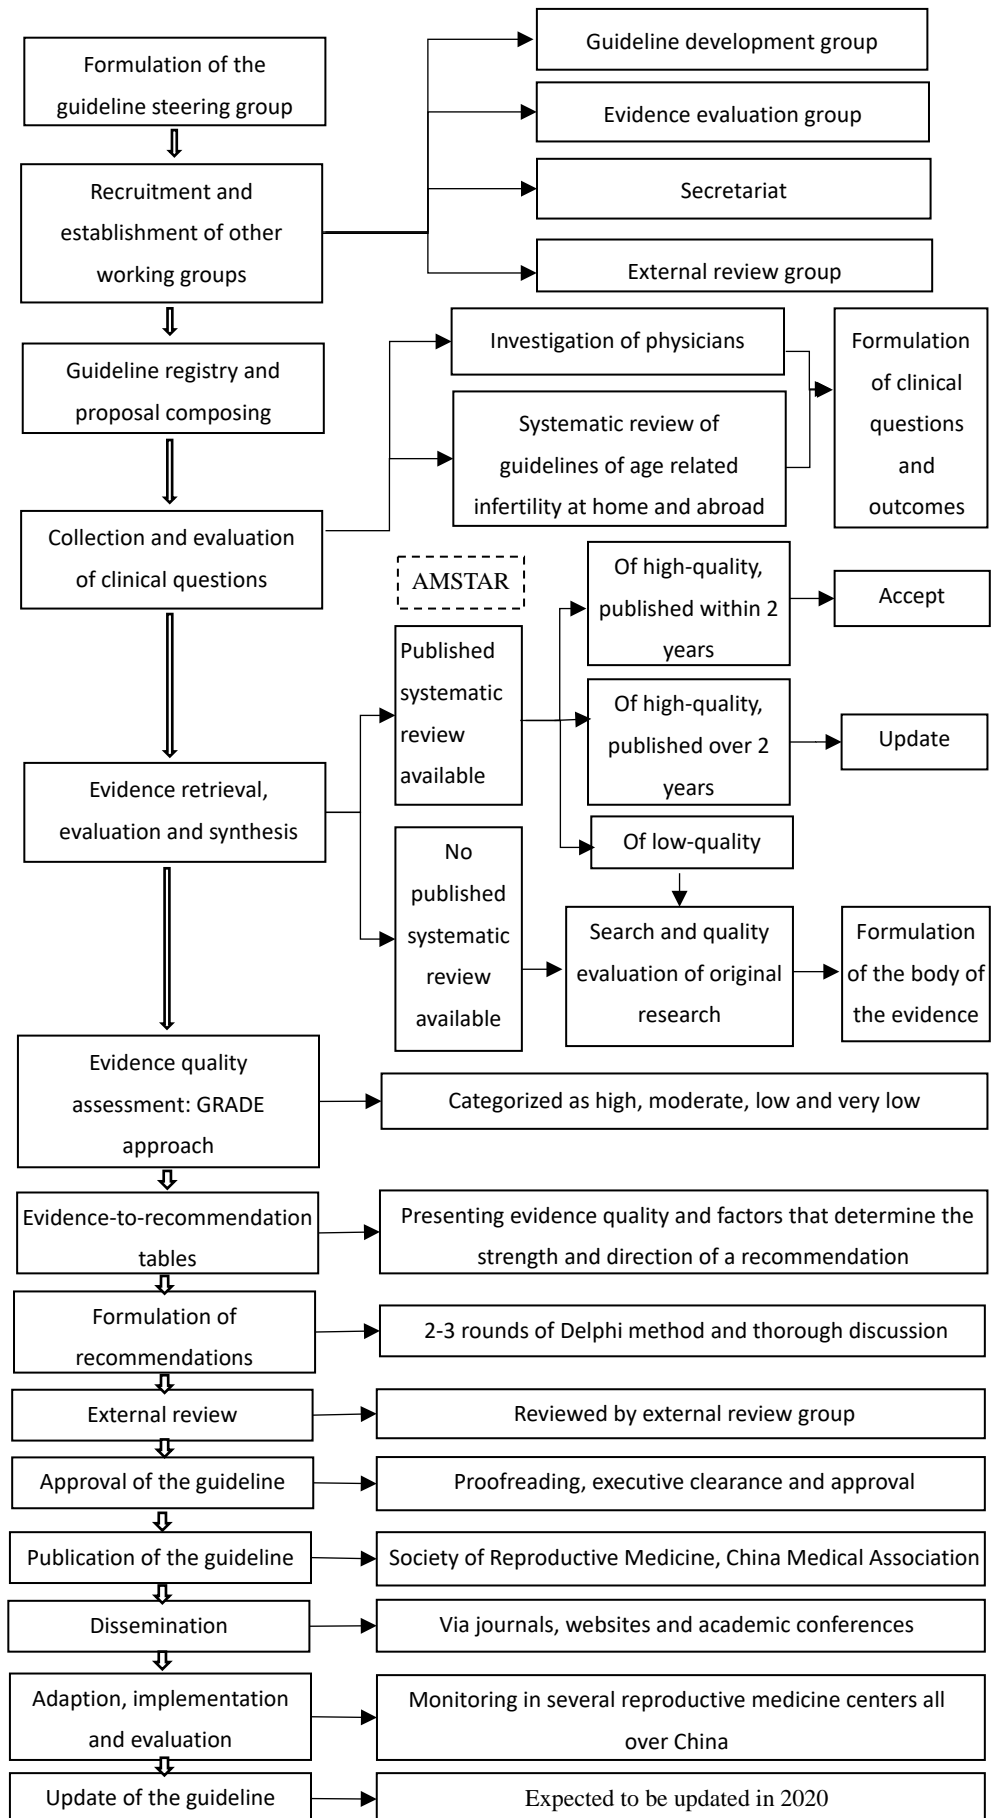 Formulation of the
guideline steering group
Guideline development group
Evidence evaluation group
Secretariat
External review group
Recruitment and
establishment of other
working groups
Guideline registry and
proposal composing
Investigation of physicians
Systematic review of
guidelines of age related
infertility at home and abroad
Formulation
of clinical
questions
and
outcomes
Collection and evaluation
of clinical questions
AMSTAR
Published
systematic
review
available
Of high-quality,
published within 2
years
Accept
Of high-quality,
published over 2
years
Update
Of low-quality
Evidence retrieval,
evaluation and synthesis
No
published
systematic
review
available
Search and quality
evaluation of original
research
Formulation
of the body of
the evidence
Evidence quality
assessment: GRADE
approach
Categorized as high, moderate, low and very low
Evidence-to-recommendation
tables
Presenting evidence quality and factors that determine the
strength and direction of a recommendation
Formulation of
recommendations
2-3 rounds of Delphi method and thorough discussion
External review
Reviewed by external review group
Approval of the guideline
Proofreading, executive clearance and approval
Publication of the guideline
Society of Reproductive Medicine, China Medical Association
Dissemination
Via journals, websites and academic conferences
Adaption, implementation
and evaluation
Monitoring in several reproductive medicine centers all
over China
Update of the guideline
Expected to be updated in 2020